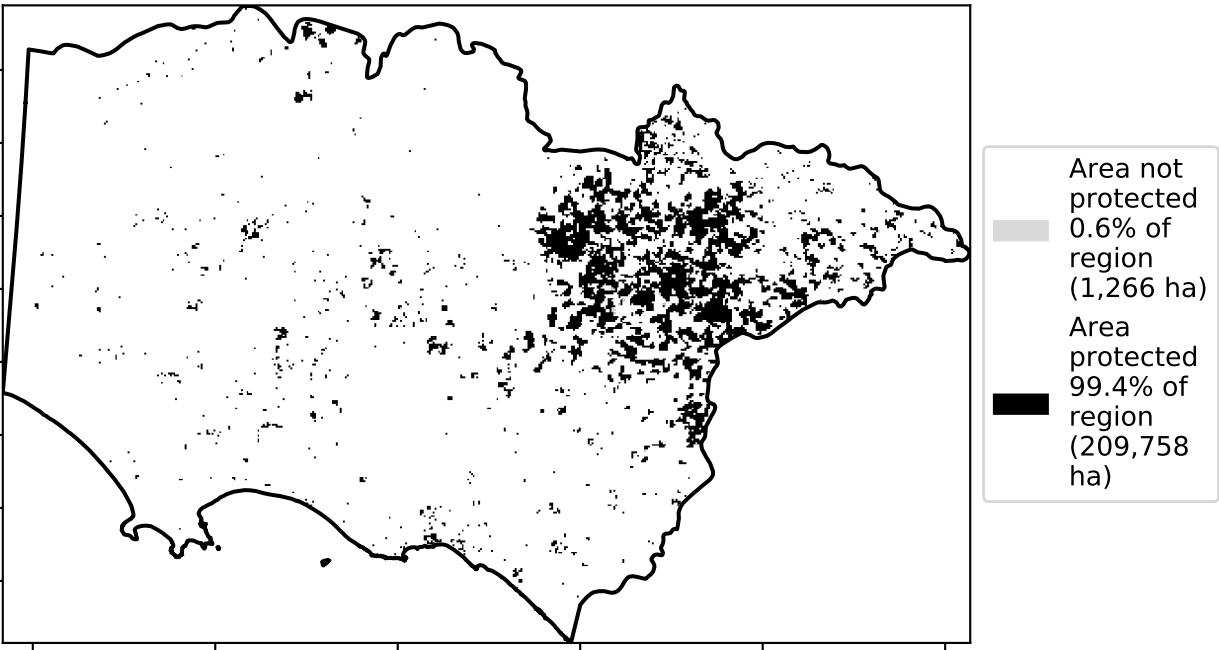 Area not
protected
0.6% of
region
(1,266 ha)
Area
protected
99.4% of
region
(209,758
ha)